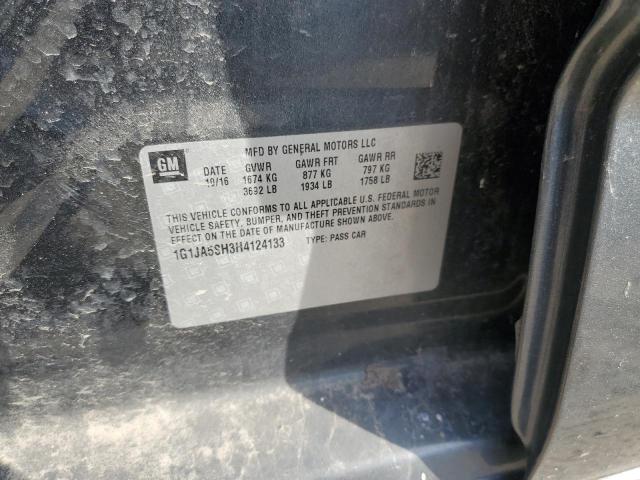 GM
MFD BY GENERAL MOTORS LLC
DATE GVWR GAWR FRT GAWR RR
10/16 1674 KG 877 KG 797 KG
3692 LB 1934 LB 1758 LB
THIS VEHICLE CONFORMS TO ALL APPLICABLE U.S. FEDERAL MOTOR
VEHICLE SAFETY, BUMPER, AND THEFT PREVENTION STANDARDS IN
EFFECT ON THE DATE OF MANUFACTURE SHOWN ABOVE.
1G1JA5SH3H4124133 TYPE: PASS CAR